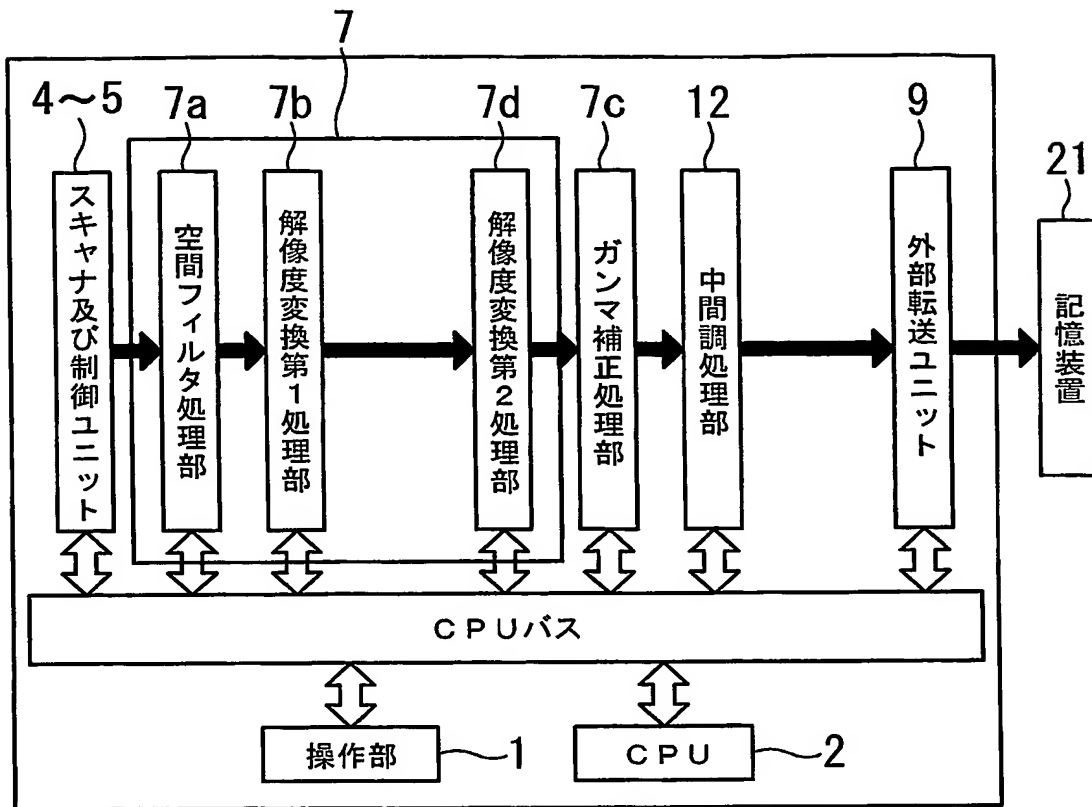 7
4～5
7a
7b
7d
7c
12
9
21
スキャナ及び制御ユニット
空間フィルタ処理部
解像度変換第1処理部
解像度変換第2処理部
ガンマ補正処理部
中間調処理部
外部転送ユニット
記憶装置
CPUバス
操作部
1
CPU
2